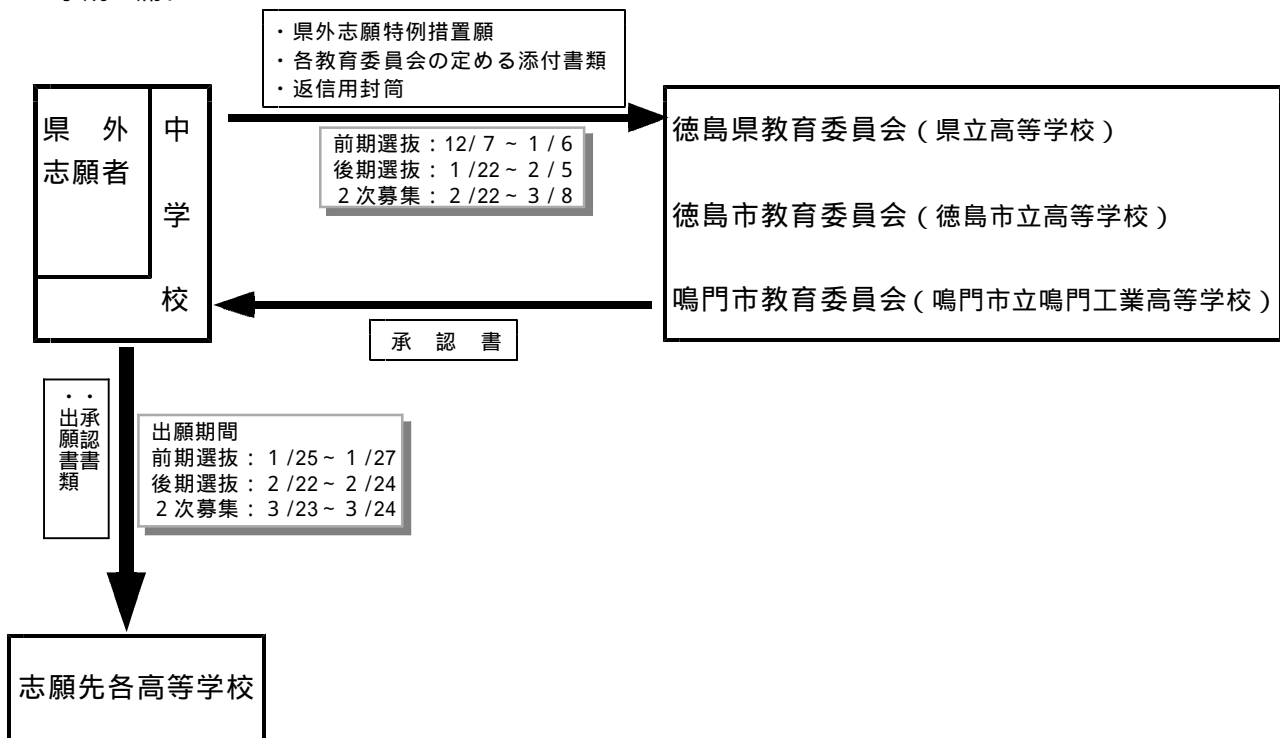 ・県外志願特例措置願
・各教育委員会の定める添付書類
・返信用封筒
県 外
志願者
中学校
前期選抜：12/ 7 ～ 1 / 6
後期選抜： 1 /22～ 2 / 5
２次募集： 2 /22～ 3 / 8
徳島県教育委員会（県立高等学校）
徳島市教育委員会（徳島市立高等学校）
鳴門市教育委員会（鳴門市立鳴門工業高等学校）
承 認 書
・承認書
・出願書類
出願期間
前期選抜： 1 /25～ 1 /27
後期選抜： 2 /22～ 2 /24
２次募集： 3 /23～ 3 /24
志願先各高等学校